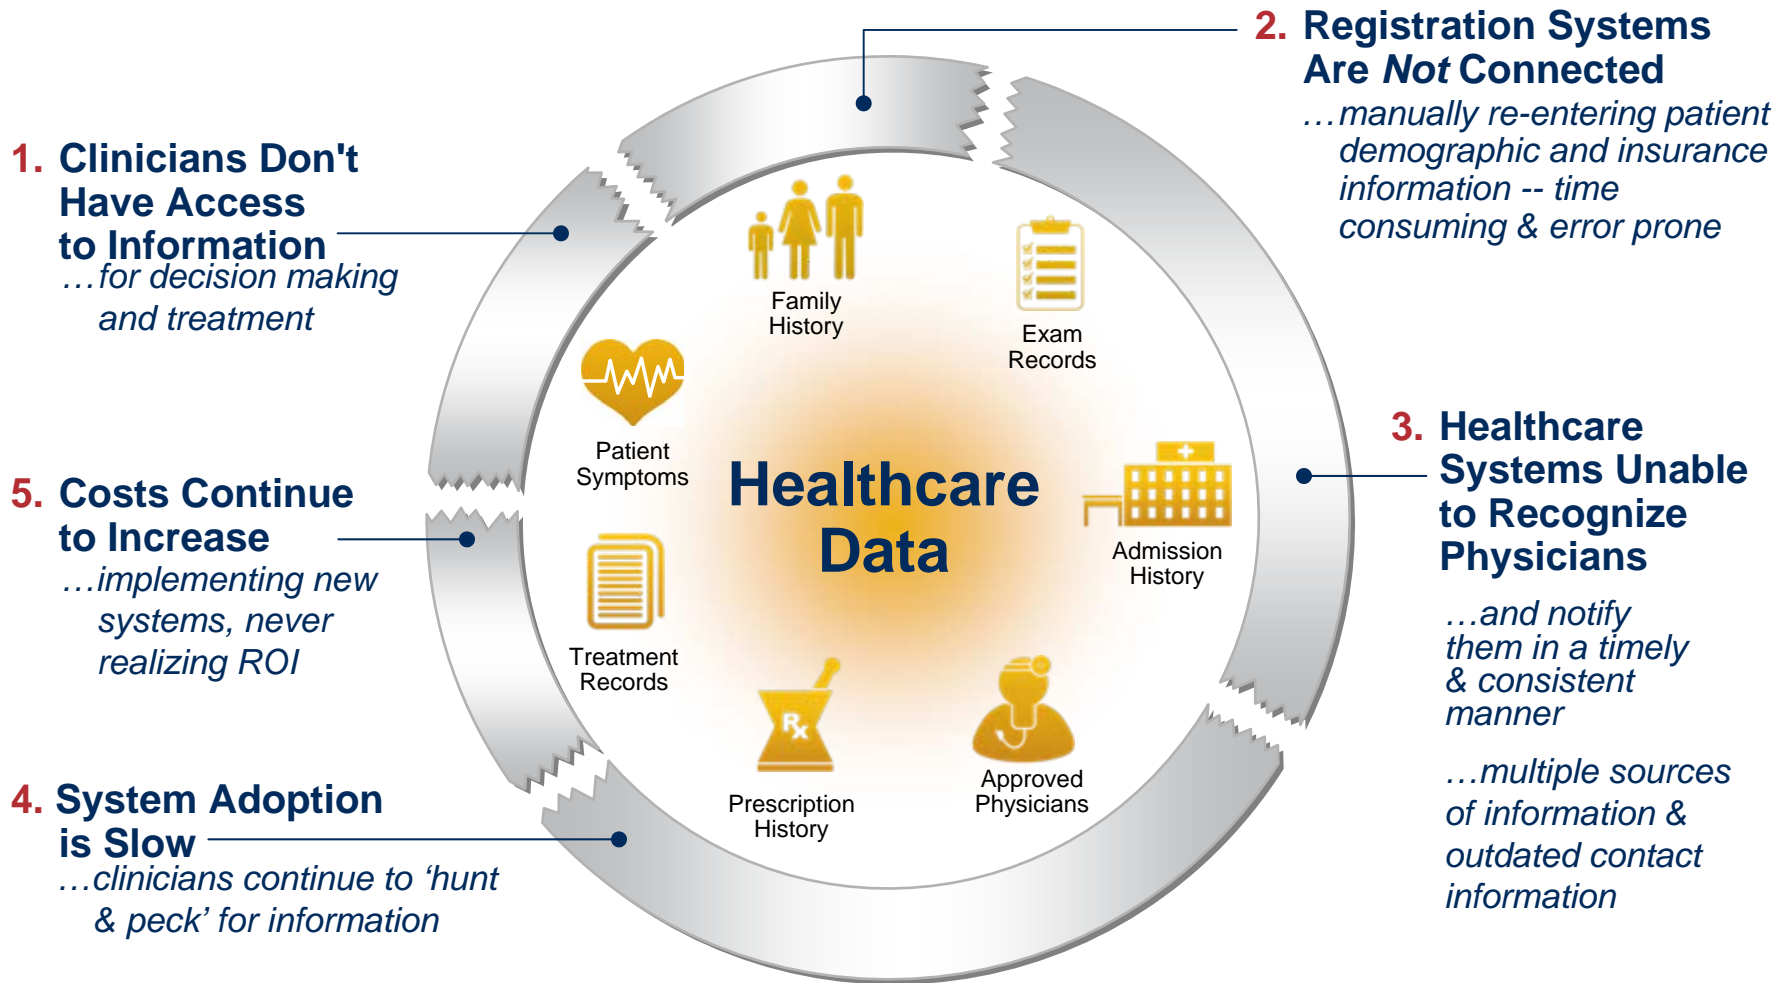 1. Clinicians Don't
Have Access
to Information
…for decision making
and treatment
2. Registration Systems
Are Not Connected
…manually re-entering patient
demographic and insurance
information -- time
consuming & error prone
3. Healthcare
Systems Unable
to Recognize
Physicians
…and notify
them in a timely
& consistent
manner
…multiple sources
of information &
outdated contact
information
4. System Adoption
is Slow
…clinicians continue to ‘hunt
& peck’ for information
5. Costs Continue
to Increase
…implementing new
systems, never
realizing ROI
Healthcare
Data
Family
History
Exam
Records
Admission
History
Approved
Physicians
Rx
Prescription
History
Treatment
Records
Patient
Symptoms